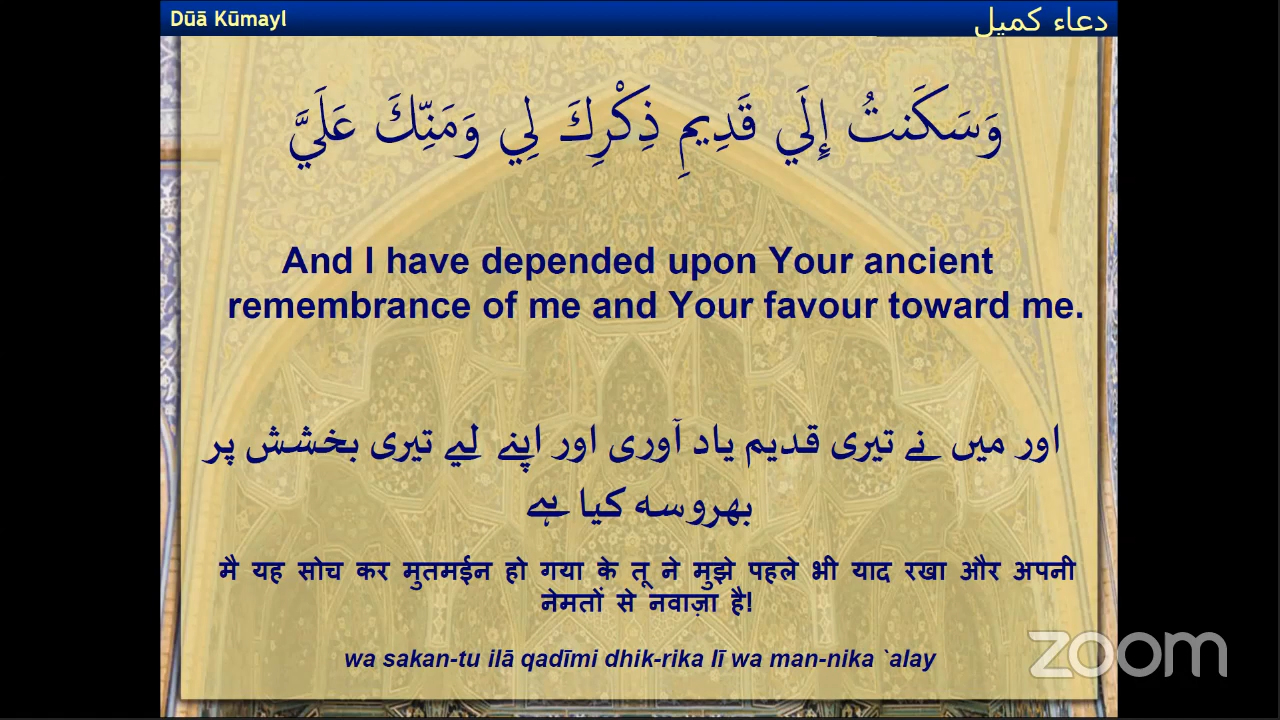 Dūā Kūmayl
دعاء كميل
وَسَكَنتُ إِلَي قَدِيمِ ذِكْرِكَ لِي وَمَنِّكَ عَلَيَّ
And I have depended upon Your ancient
remembrance of me and Your favour toward me.
اور میں نے تیری قدیم یاد آوری اور اپنے لیے تیری بخشش پر
بھروسہ کیا ہے
मै यह सोच कर मुतमईन हो गया के तू ने मुझे पहले भी याद रखा और अपनी
नेमतों से नवाज़ा है!
wa sakan-tu ilā qadīmi dhik-rika lī wa man-nika `alay
zoom